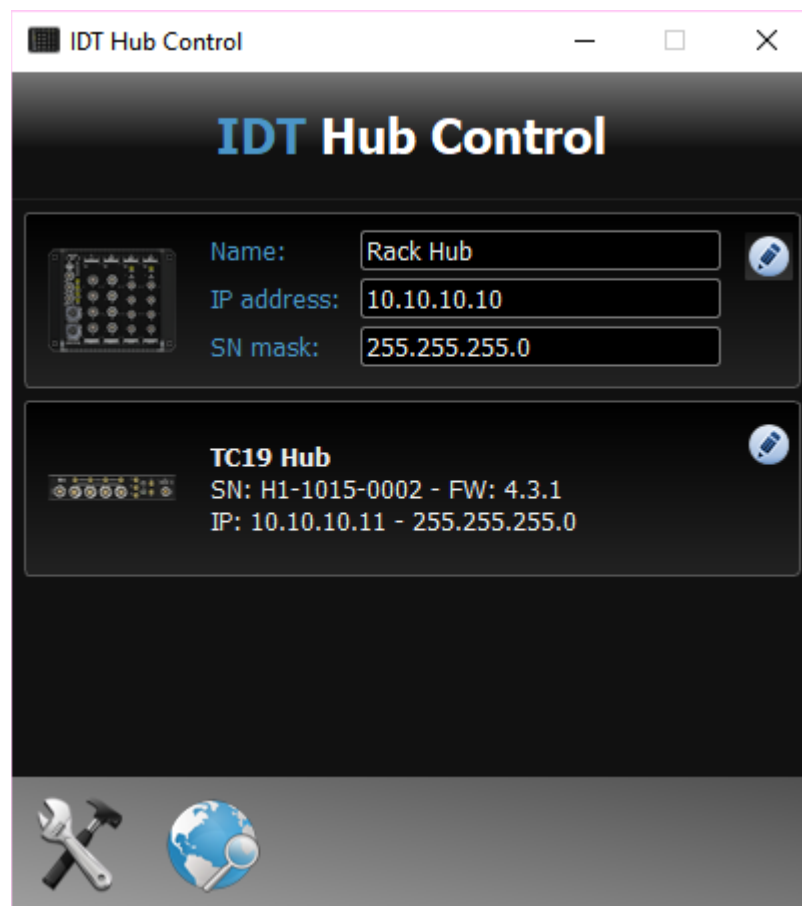 IDT Hub Control
IDT Hub Control
Name: Rack Hub
IP address: 10.10.10.10
SN mask: 255.255.255.0
TC19 Hub
SN: H1-1015-0002 - FW: 4.3.1
IP: 10.10.10.11 - 255.255.255.0